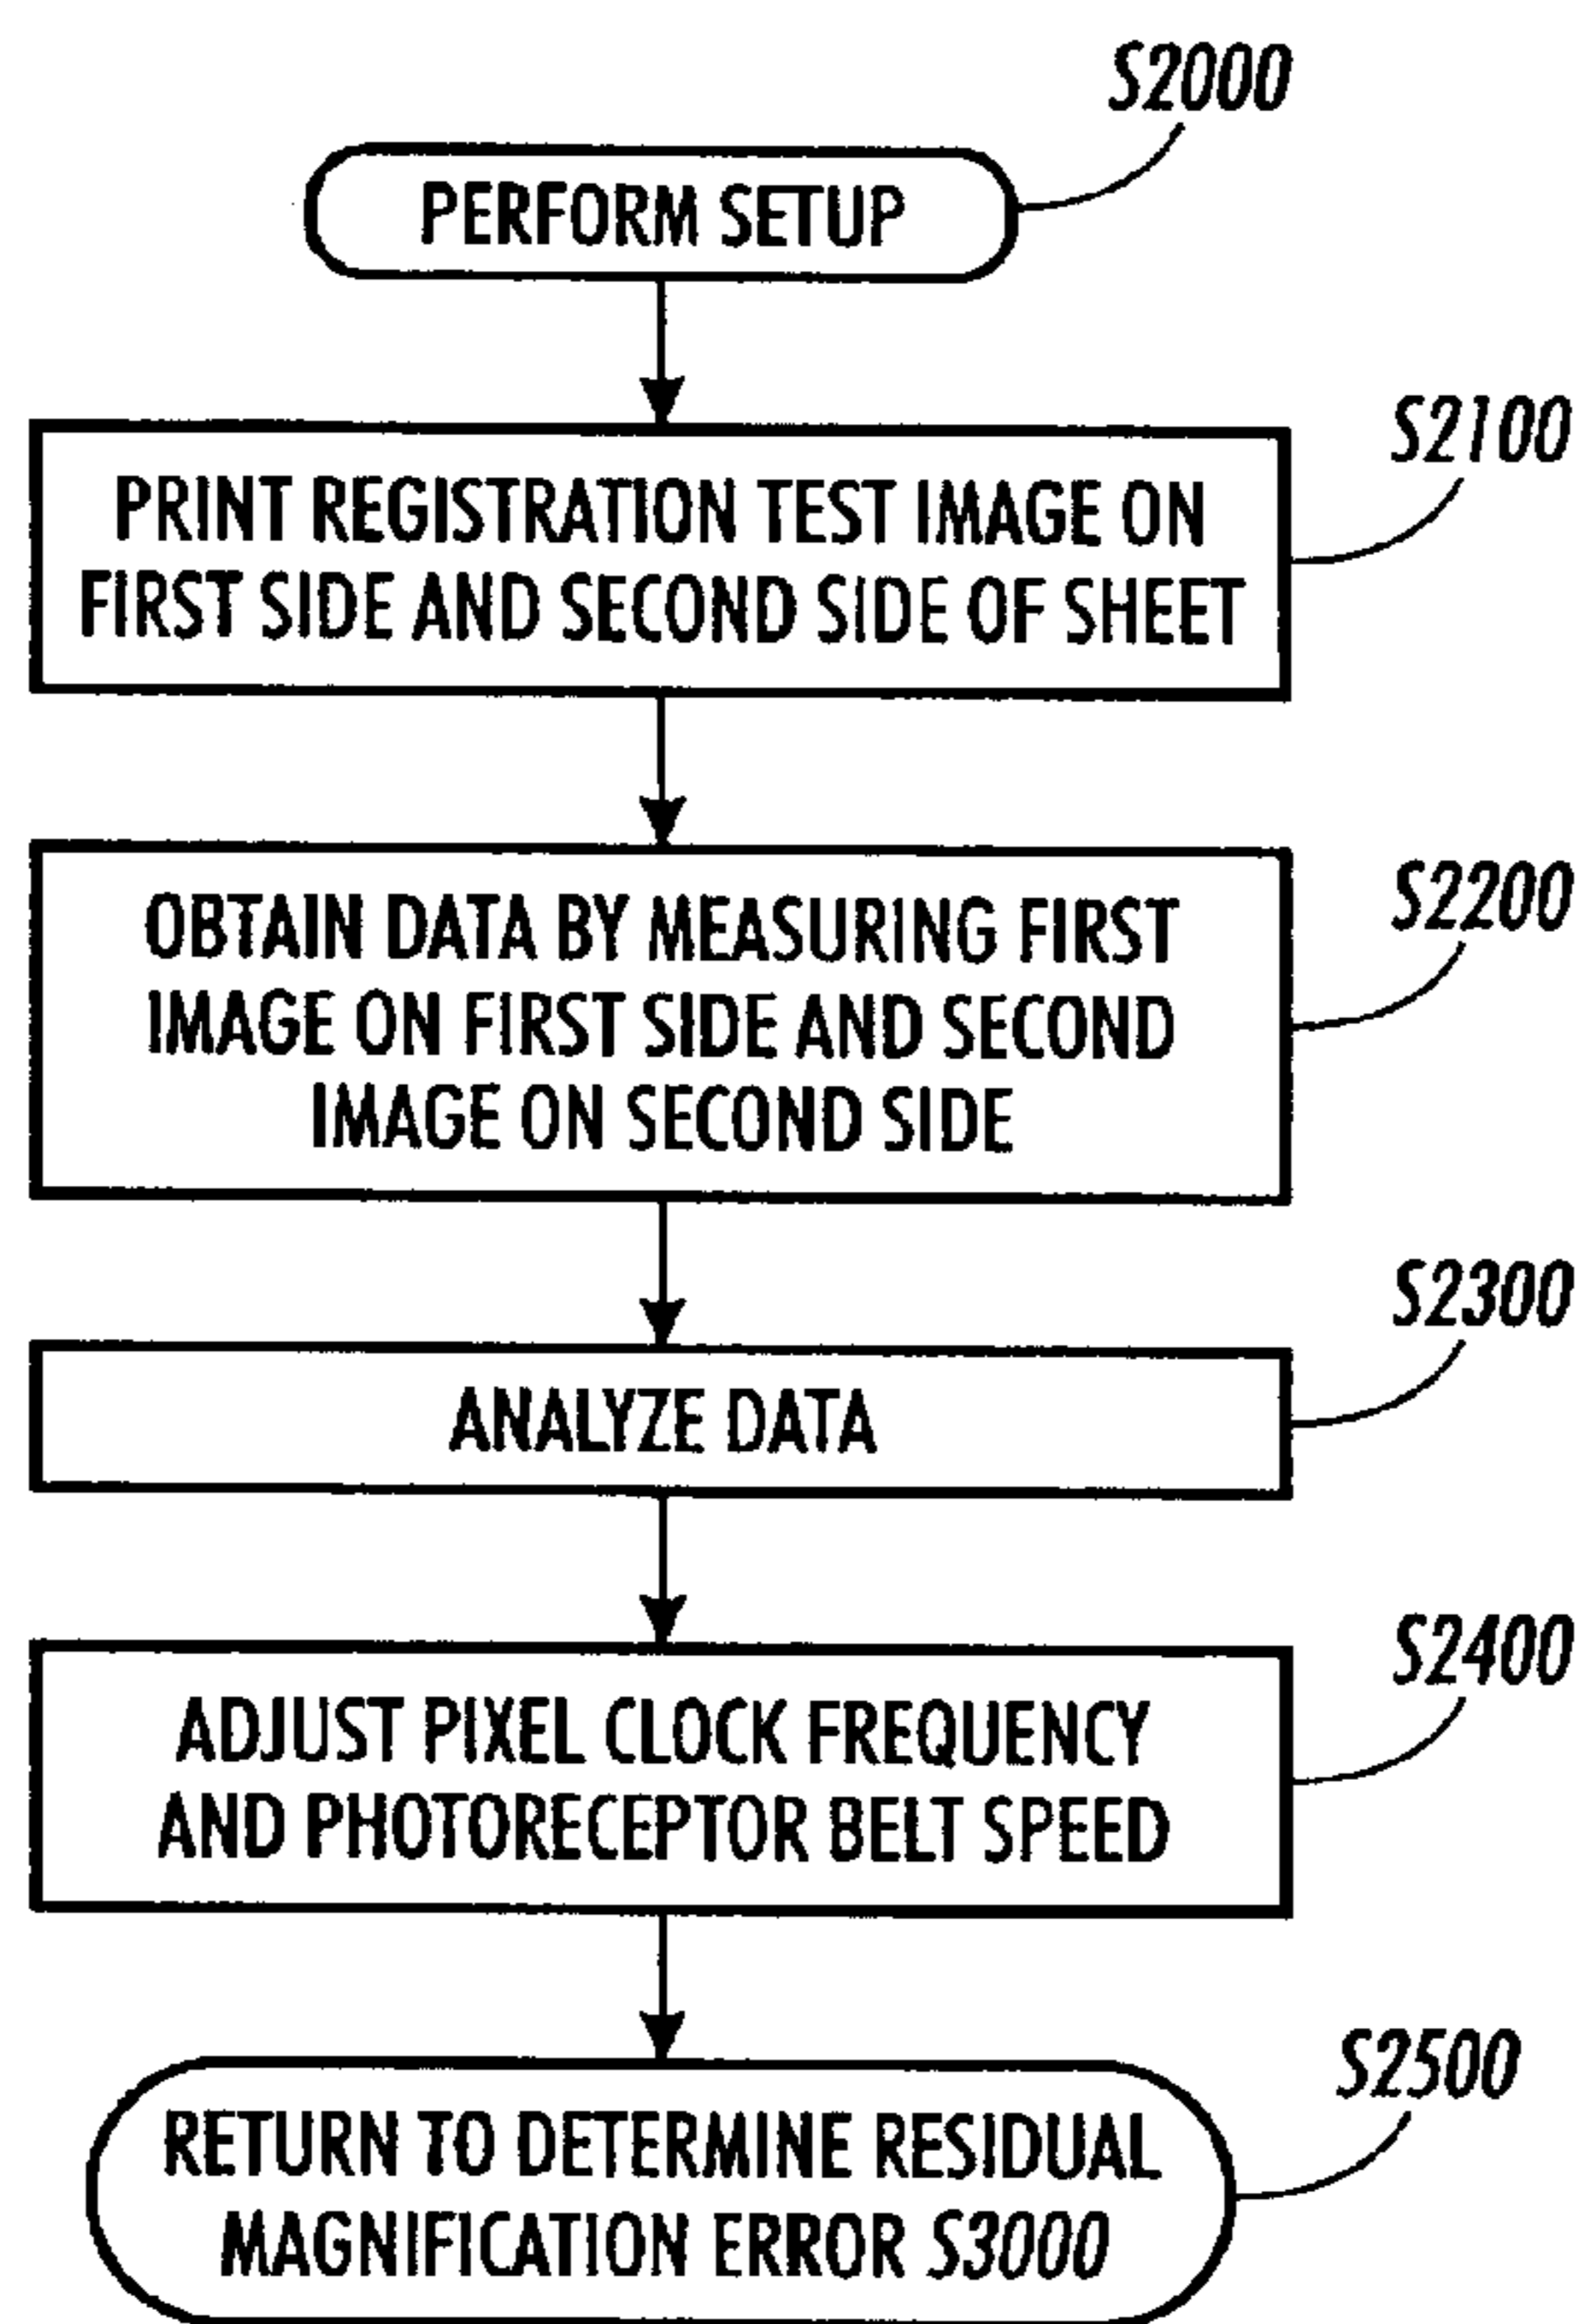 S2000
PERFORM SETUP
S2100
PRINT REGISTRATION TEST IMAGE ON
FIRST SIDE AND SECOND SIDE OF SHEET
S2200
OBTAIN DATA BY MEASURING FIRST
IMAGE ON FIRST SIDE AND SECOND
IMAGE ON SECOND SIDE
S2300
ANALYZE DATA
S2400
ADJUST PIXEL CLOCK FREQUENCY
AND PHOTORECEPTOR BELT SPEED
S2500
RETURN TO DETERMINE RESIDUAL
MAGNIFICATION ERROR S3000